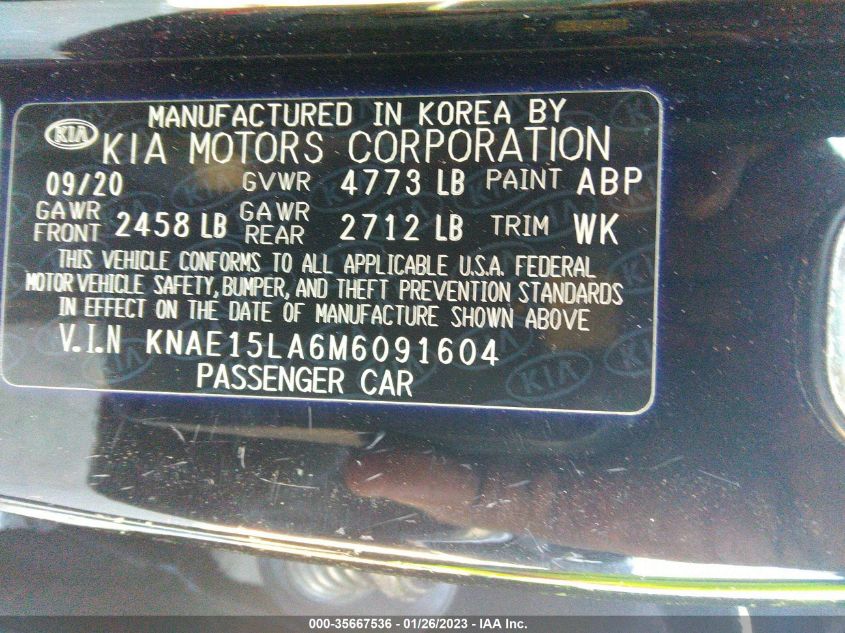 MANUFACTURED IN KOREA BY
KIA KIA MOTORS CORPORATION
09/20 GVWR 4773 LB PAINT ABP
GAWR FRONT 2458 LB GAWR REAR 2712 LB TRIM WK
THIS VEHICLE CONFORMS TO ALL APPLICABLE U.S.A. FEDERAL
MOTOR VEHICLE SAFETY, BUMPER, AND THEFT PREVENTION STANDARDS
IN EFFECT ON THE DATE OF MANUFACTURE SHOWN ABOVE
V.I.N KNAE15LA6M6091604
PASSENGER CAR
000-35667536 - 01/26/2023 - IAA Inc.